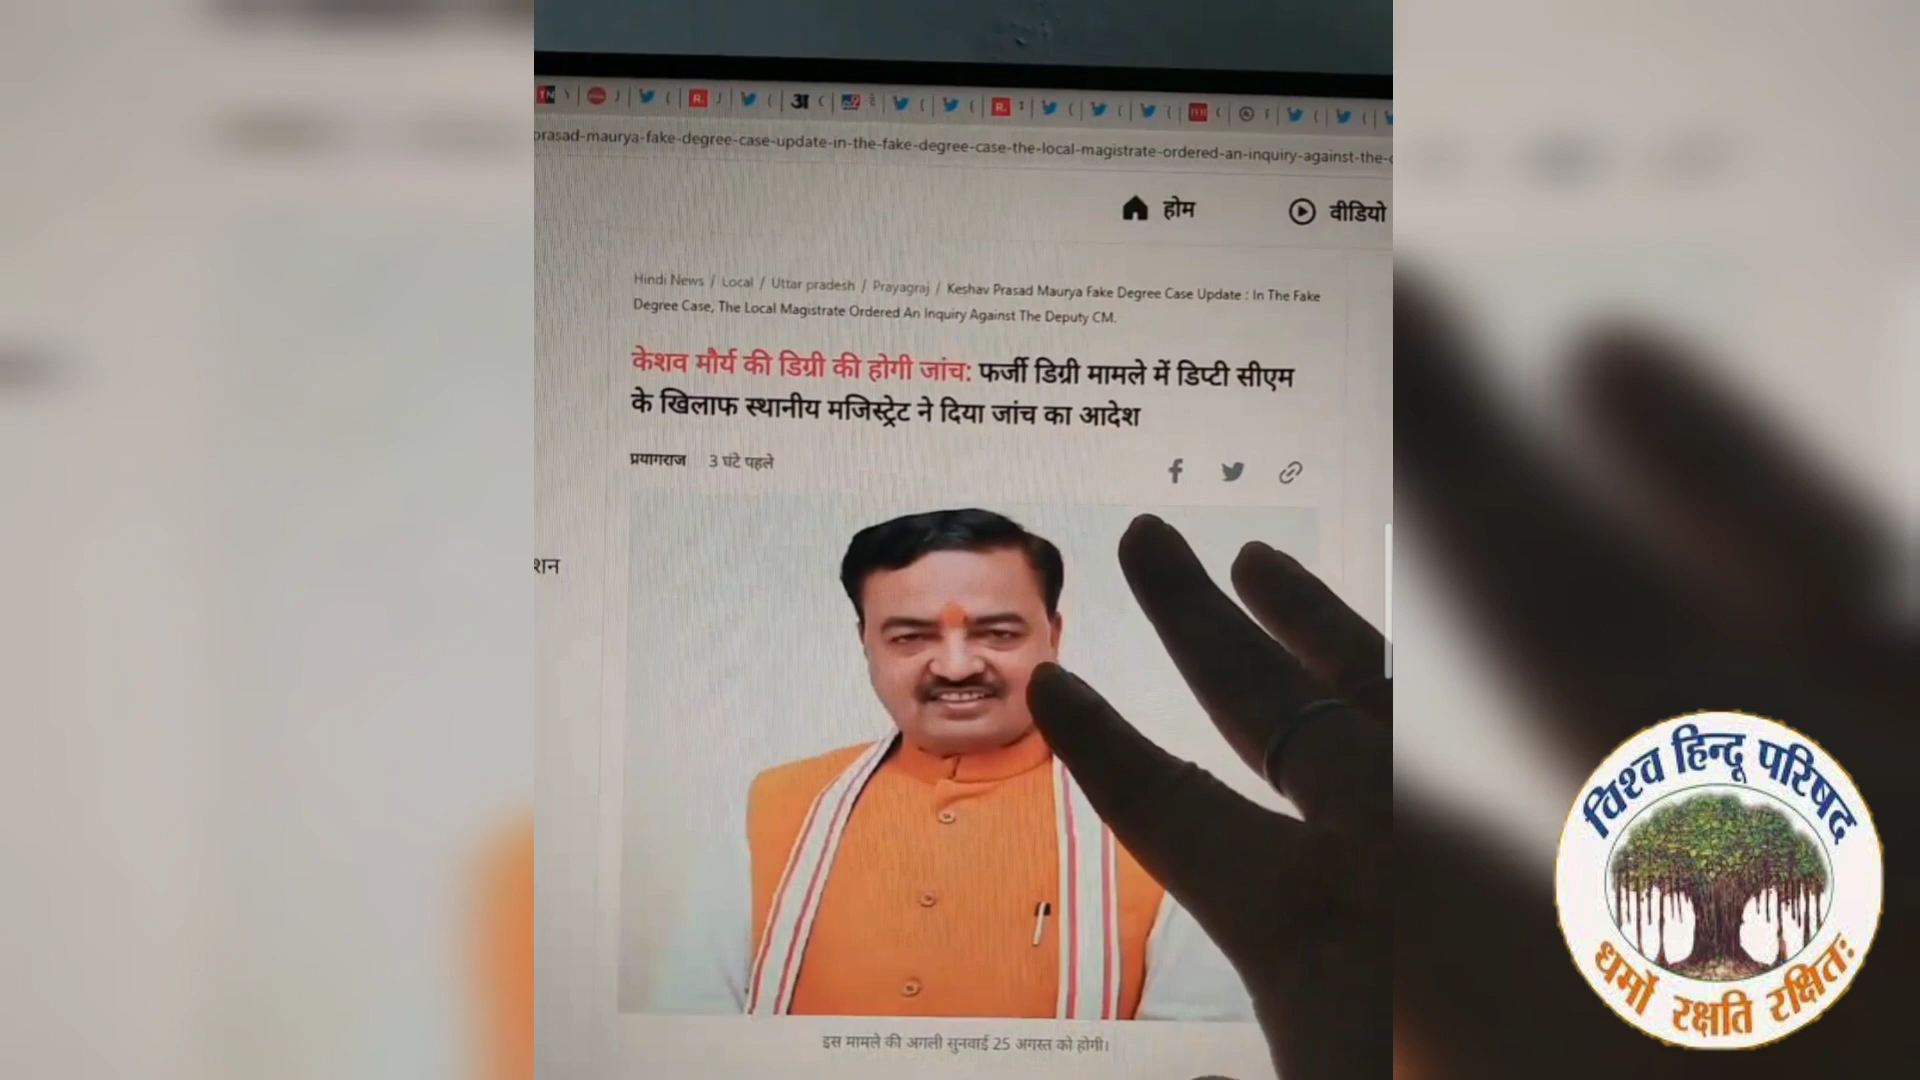 prasad-maurya-fake-degree-case-update-in-the-fake-degree-case-the-local-magistrate-ordered-an-inquiry-against-the-
होम
वीडियो
Hindi News / Local / Uttar pradesh / Prayagraj / Keshav Prasad Maurya Fake Degree Case Update : In The Fake
Degree Case, The Local Magistrate Ordered An Inquiry Against The Deputy CM.
केशव मौर्य की डिग्री की होगी जांच: फर्जी डिग्री मामले में डिप्टी सीएम
के खिलाफ स्थानीय मजिस्ट्रेट ने दिया जांच का आदेश
प्रयागराज 3 घंटे पहले
शन
इस मामले की अगली सुनवाई 25 अगस्त को होगी।
विश्व हिन्दू परिषद
धर्मो रक्षति रक्षितः